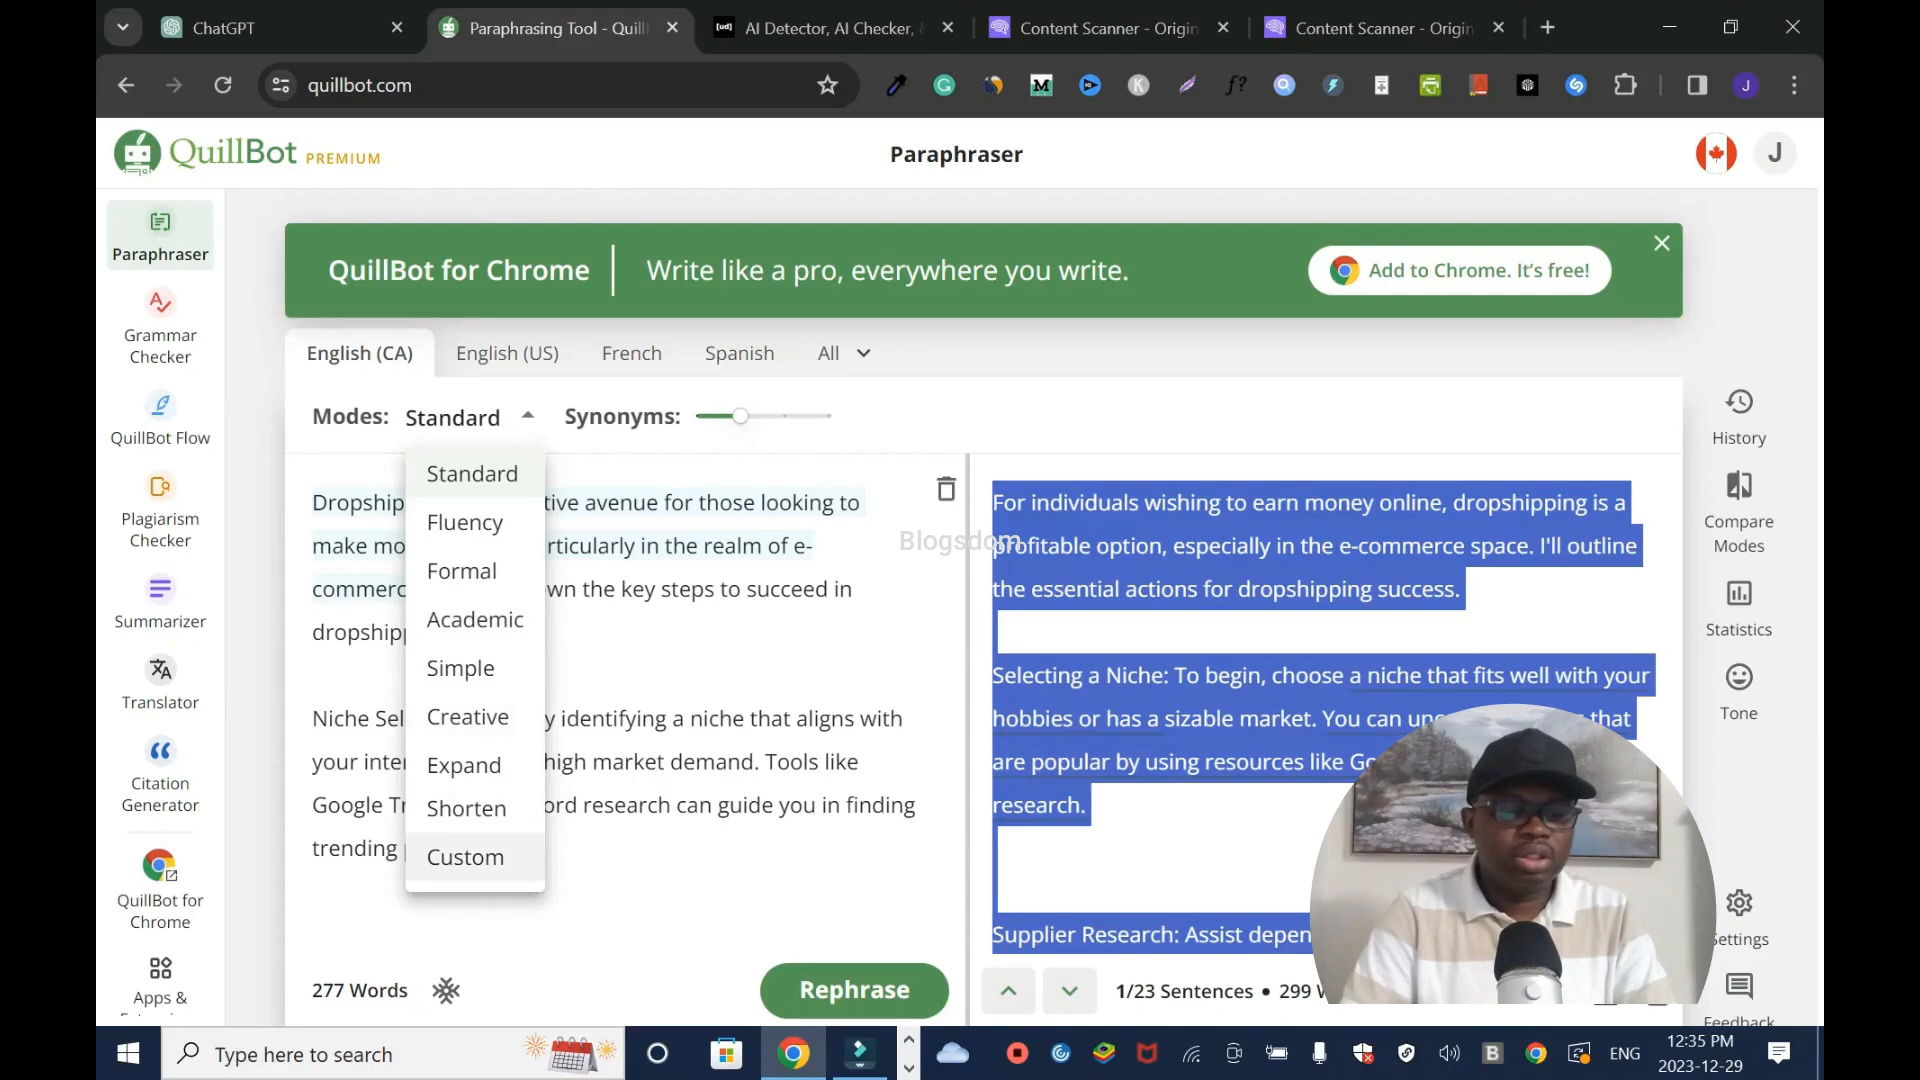 ChatGPT
Paraphrasing Tool - Quill
[ud]
AI Detector, AI Checker,
Content Scanner - Origin
Content Scanner - Origin
quillbot.com
QuillBot PREMIUM
Paraphraser
J
Paraphraser
Grammar
Checker
QuillBot Flow
Plagiarism
Checker
Summarizer
Translator
Citation
Generator
QuillBot for
Chrome
Apps &
QuillBot for Chrome
Write like a pro, everywhere you write.
Add to Chrome. It's free!
English (CA)
English (US)
French
Spanish
All
Modes: Standard
Synonyms:
Standard
Fluency
Formal
Academic
Simple
Creative
Expand
Shorten
Custom
Dropship
tive avenue for those looking to
make mo
rticularly in the realm of e-
commerc
wn the key steps to succeed in
dropshipp
Niche Sel
y identifying a niche that aligns with
your inter
high market demand. Tools like
Google Tr
ord research can guide you in finding
trending
277 Words
Rephrase
Blogsdom
For individuals wishing to earn money online, dropshipping is a
profitable option, especially in the e-commerce space. I'll outline
the essential actions for dropshipping success.
Selecting a Niche: To begin, choose a niche that fits well with your
hobbies or has a sizable market. You can unc
that
are popular by using resources like Go
research.
Supplier Research: Assist depen
1/23 Sentences • 299 W
History
Compare
Modes
Statistics
Tone
Settings
Feedback
Type here to search
ENG
12:35 PM
2023-12-29